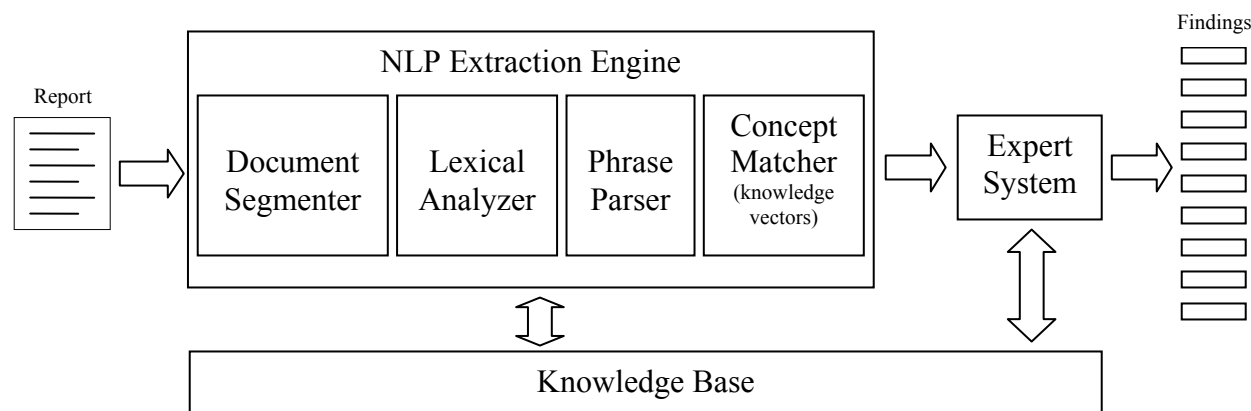 Findings
NLP Extraction Engine
Report
Document
Segmenter
Lexical
Analyzer
Phrase
Parser
Concept
Matcher
(knowledge
vectors)
Expert
System
Knowledge Base